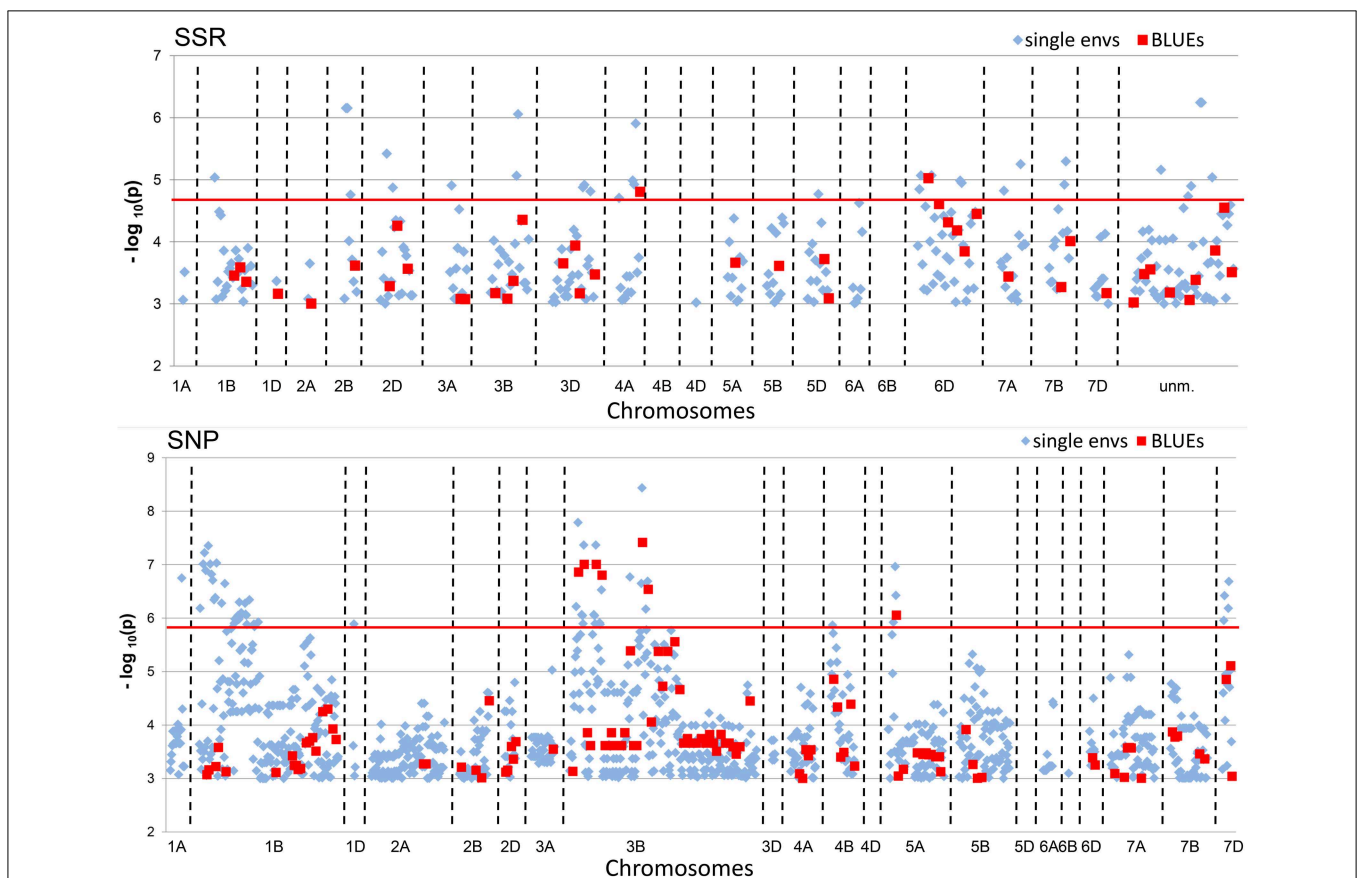 SSR
single envs BLUEs
7
6
5
4
3
2
- log 10(p)
1A 1B 1D 2A 2B 2D 3A 3B 3D 4A 4B 4D 5A 5B 5D 6A 6B 6D 7A 7B 7D unm.
Chromosomes
SNP
single envs BLUEs
9
8
7
6
5
4
3
2
- log 10(p)
1A 1B 1D 2A 2B 2D 3A 3B 3D 4A 4B 4D 5A 5B 5D 6A 6B 6D 7A 7B 7D
Chromosomes